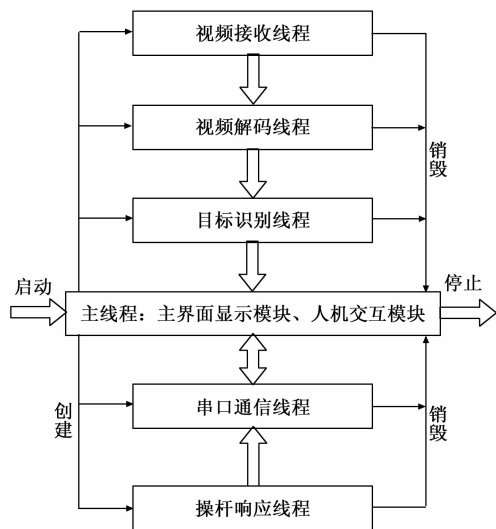 视频接收线程
视频解码线程
销毁
目标识别线程
启动
停止
主线程：主界面显示模块、人机交互模块
创建
串口通信线程
销毁
操杆响应线程